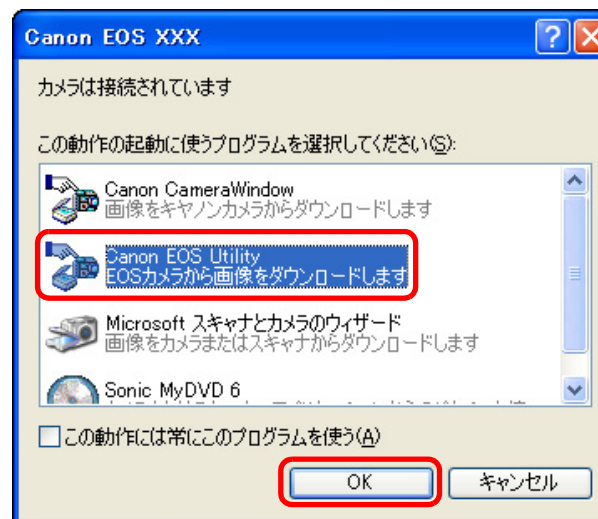 Canon EOS XXX
カメラは接続されています
この動作の起動に使うプログラムを選択してください(S):
Canon CameraWindow
画像をキヤノンカメラからダウンロードします
Canon EOS Utility
EOSカメラから画像をダウンロードします
Microsoft スキャナとカメラのウィザード
画像をカメラまたはスキャナからダウンロードします
Sonic MyDVD 6
この動作には常にこのプログラムを使う(A)
OK
キャンセル